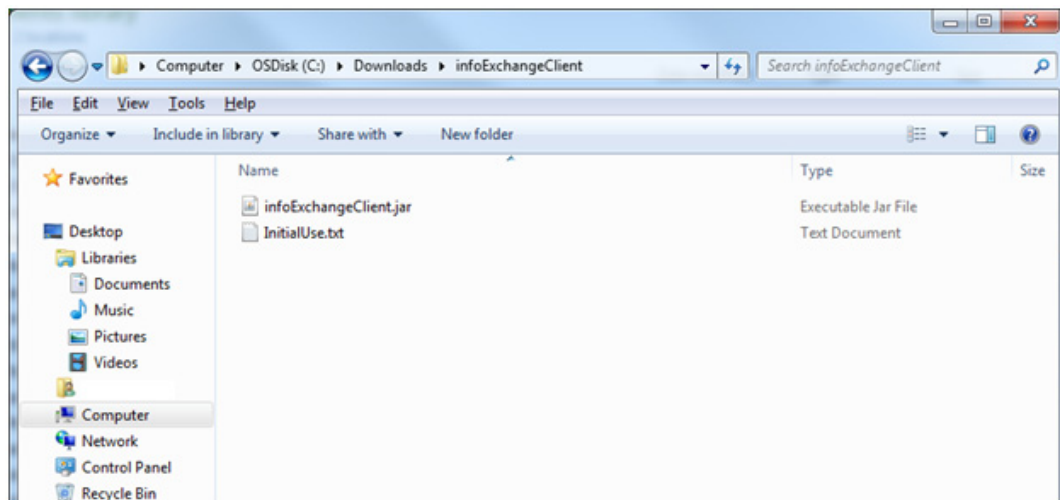 Computer OSDisk (C:) Downloads infoExchangeClient Search infoExchangeClient
File Edit View Tools Help
Organize Include in library Share with New folder
Favorites
Desktop
Libraries
Documents
Music
Pictures
Videos
Computer
Network
Control Panel
Recycle Bin
Name Type Size
infoExchangeClient.jar Executable Jar File
InitialUse.txt Text Document